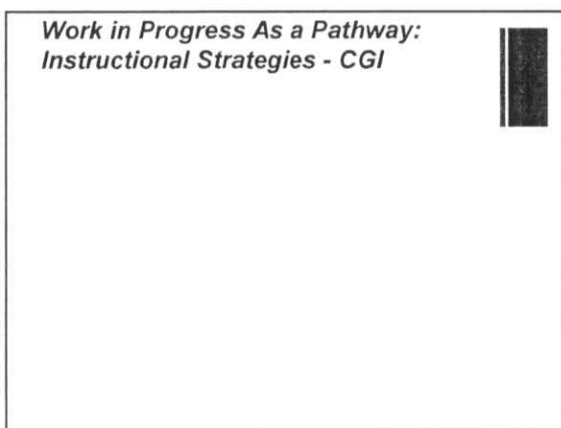 Work in Progress As a Pathway:
Instructional Strategies - CGI